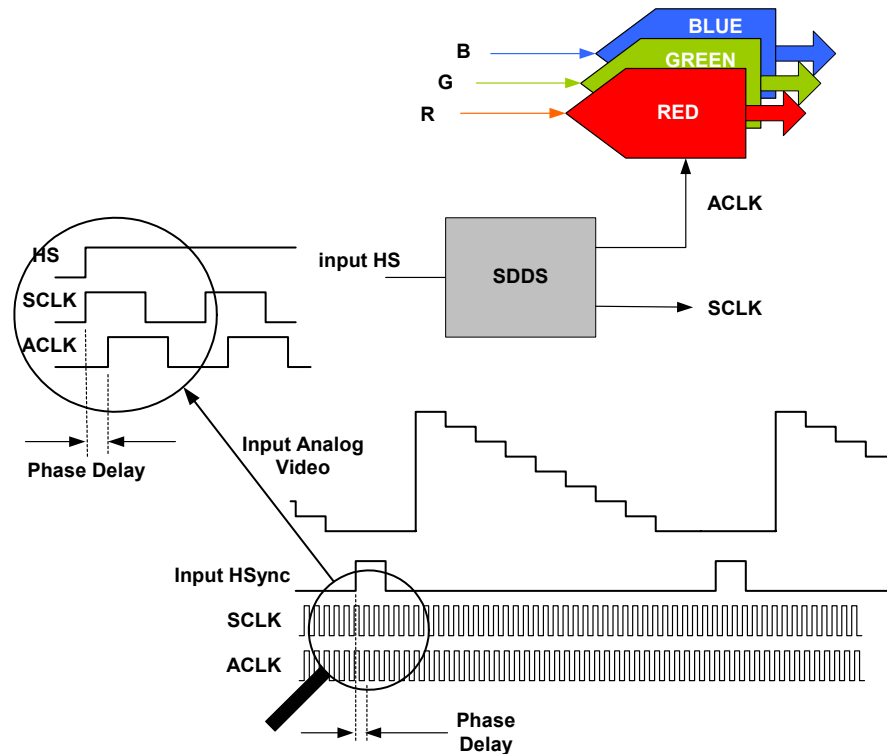 BLUE
B
GREEN
G
R
RED
ACLK
HS
input HS
SDDS
SCLK
SCLK
ACLK
Input Analog
Video
Phase Delay
Input HSync
SCLK
ACLK
Phase
Delay